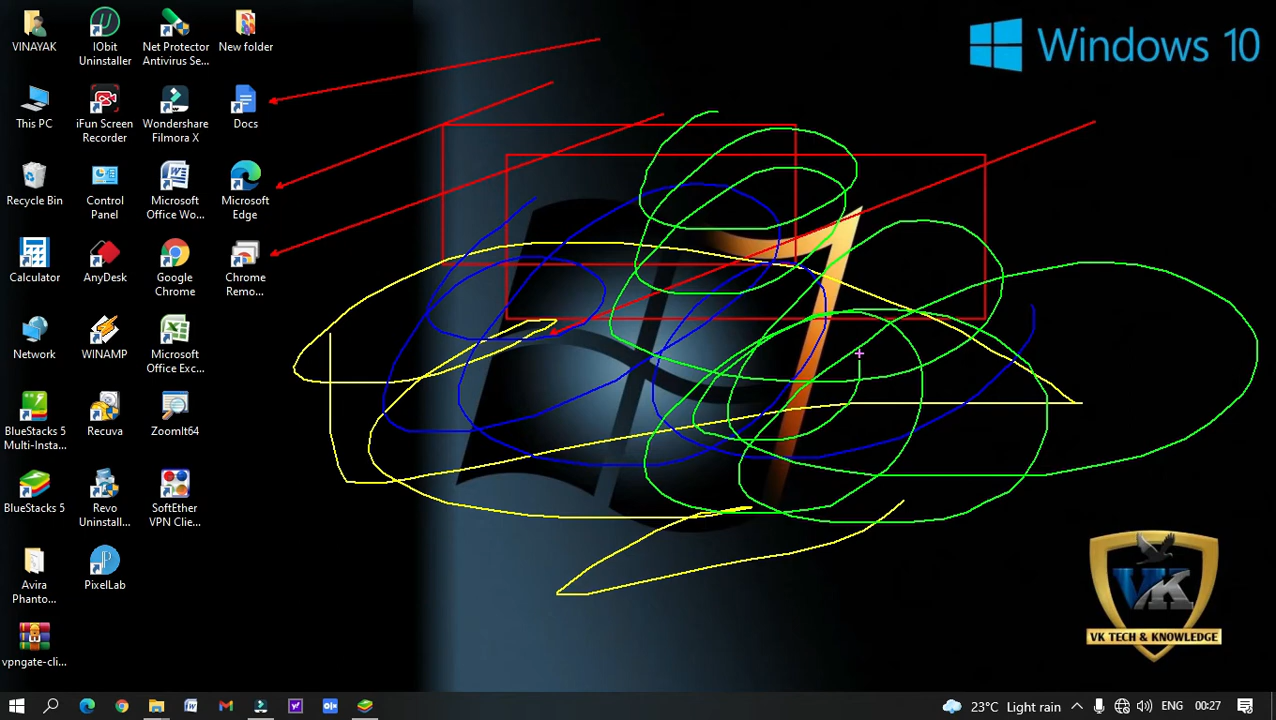 VINAYAK
IObit
Uninstaller
Net Protector
Antivirus Se...
New folder
This PC
iFun Screen
Recorder
Wondershare
Filmora X
Docs
Recycle Bin
Control
Panel
Microsoft
Office Wo...
Microsoft
Edge
Calculator
AnyDesk
Google
Chrome
Chrome
Remo...
Network
WINAMP
Microsoft
Office Exc...
BlueStacks 5
Multi-Insta...
Recuva
ZoomIt64
BlueStacks 5
Revo
Uninstall...
SoftEther
VPN Clie...
Avira
Phanto...
PixelLab
vpngate-cli...
Windows 10
VK
VK TECH & KNOWLEDGE
23°C Light rain
ENG
00:27